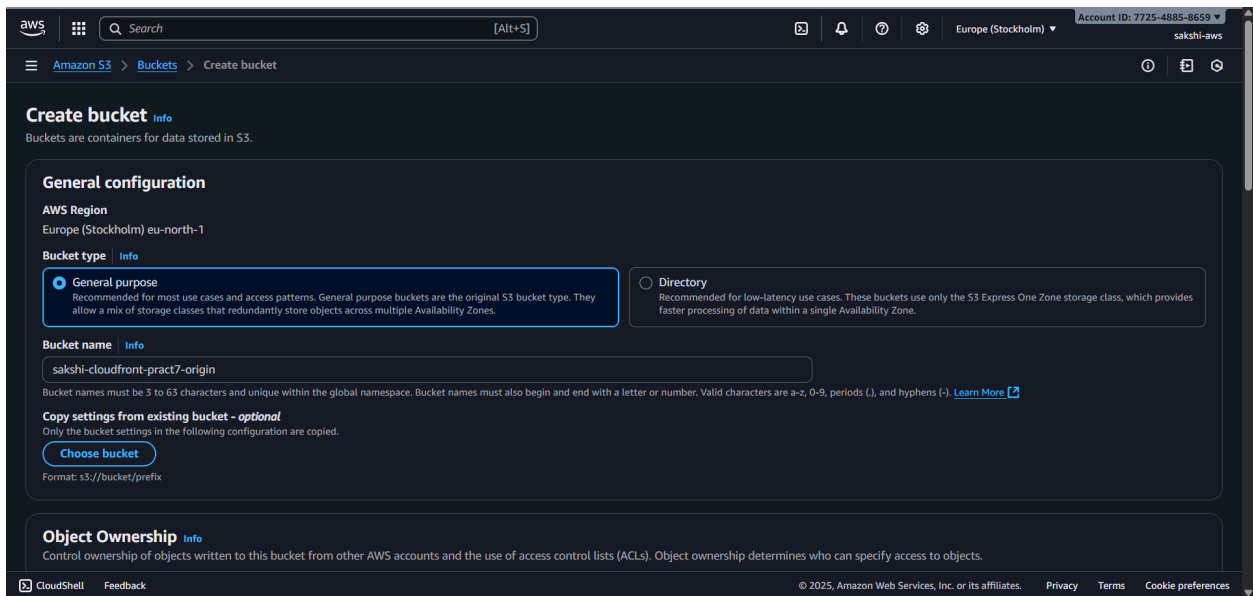 aws
Search [Alt+S]
Europe (Stockholm) ▼
Account ID: 7725-4885-8659 ▼
sakshi-aws
Amazon S3 > Buckets > Create bucket
Create bucket Info
Buckets are containers for data stored in S3.
General configuration
AWS Region
Europe (Stockholm) eu-north-1
Bucket type Info
General purpose
Recommended for most use cases and access patterns. General purpose buckets are the original S3 bucket type. They
allow a mix of storage classes that redundantly store objects across multiple Availability Zones.
Directory
Recommended for low-latency use cases. These buckets use only the S3 Express One Zone storage class, which provides
faster processing of data within a single Availability Zone.
Bucket name Info
sakshi-cloudfront-pract7-origin
Bucket names must be 3 to 63 characters and unique within the global namespace. Bucket names must also begin and end with a letter or number. Valid characters are a-z, 0-9, periods (.), and hyphens (-). Learn More
Copy settings from existing bucket - optional
Only the bucket settings in the following configuration are copied.
Choose bucket
Format: s3://bucket/prefix
Object Ownership Info
Control ownership of objects written to this bucket from other AWS accounts and the use of access control lists (ACLs). Object ownership determines who can specify access to objects.
CloudShell Feedback © 2025, Amazon Web Services, Inc. or its affiliates. Privacy Terms Cookie preferences